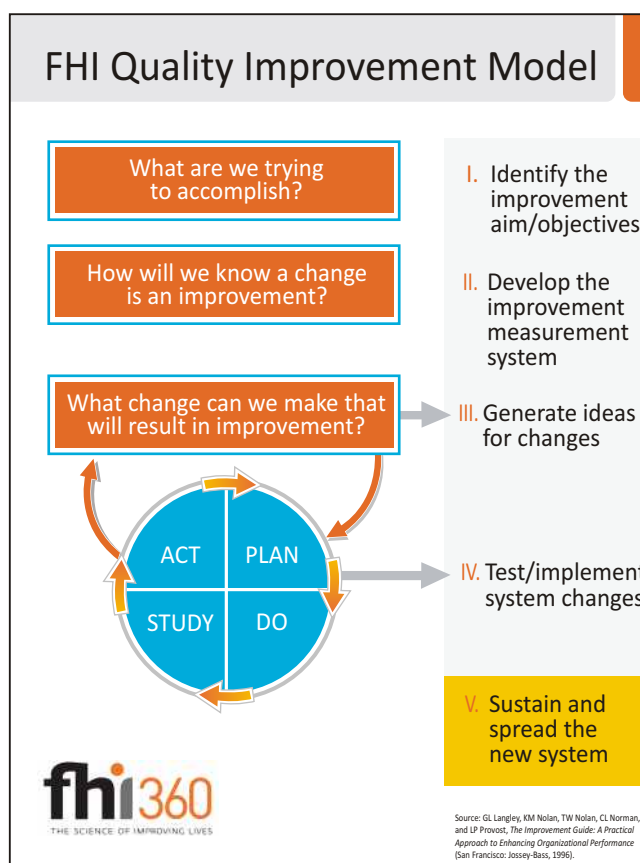 FHI Quality Improvement Model
What are we trying
to accomplish?
How will we know a change
is an improvement?
What change can we make that
will result in improvement?
ACT
PLAN
STUDY
DO
I. Identify the
improvement
aim/objectives
II. Develop the
improvement
measurement
system
III. Generate ideas
for changes
IV. Test/implement
system changes
V. Sustain and
spread the
new system
fhi360
THE SCIENCE OF IMPROVING LIVES
Source: GL Langley, KM Nolan, TW Nolan, CL Norman,
and LP Provost, The Improvement Guide: A Practical
Approach to Enhancing Organizational Performance
(San Francisco: Jossey-Bass, 1996).